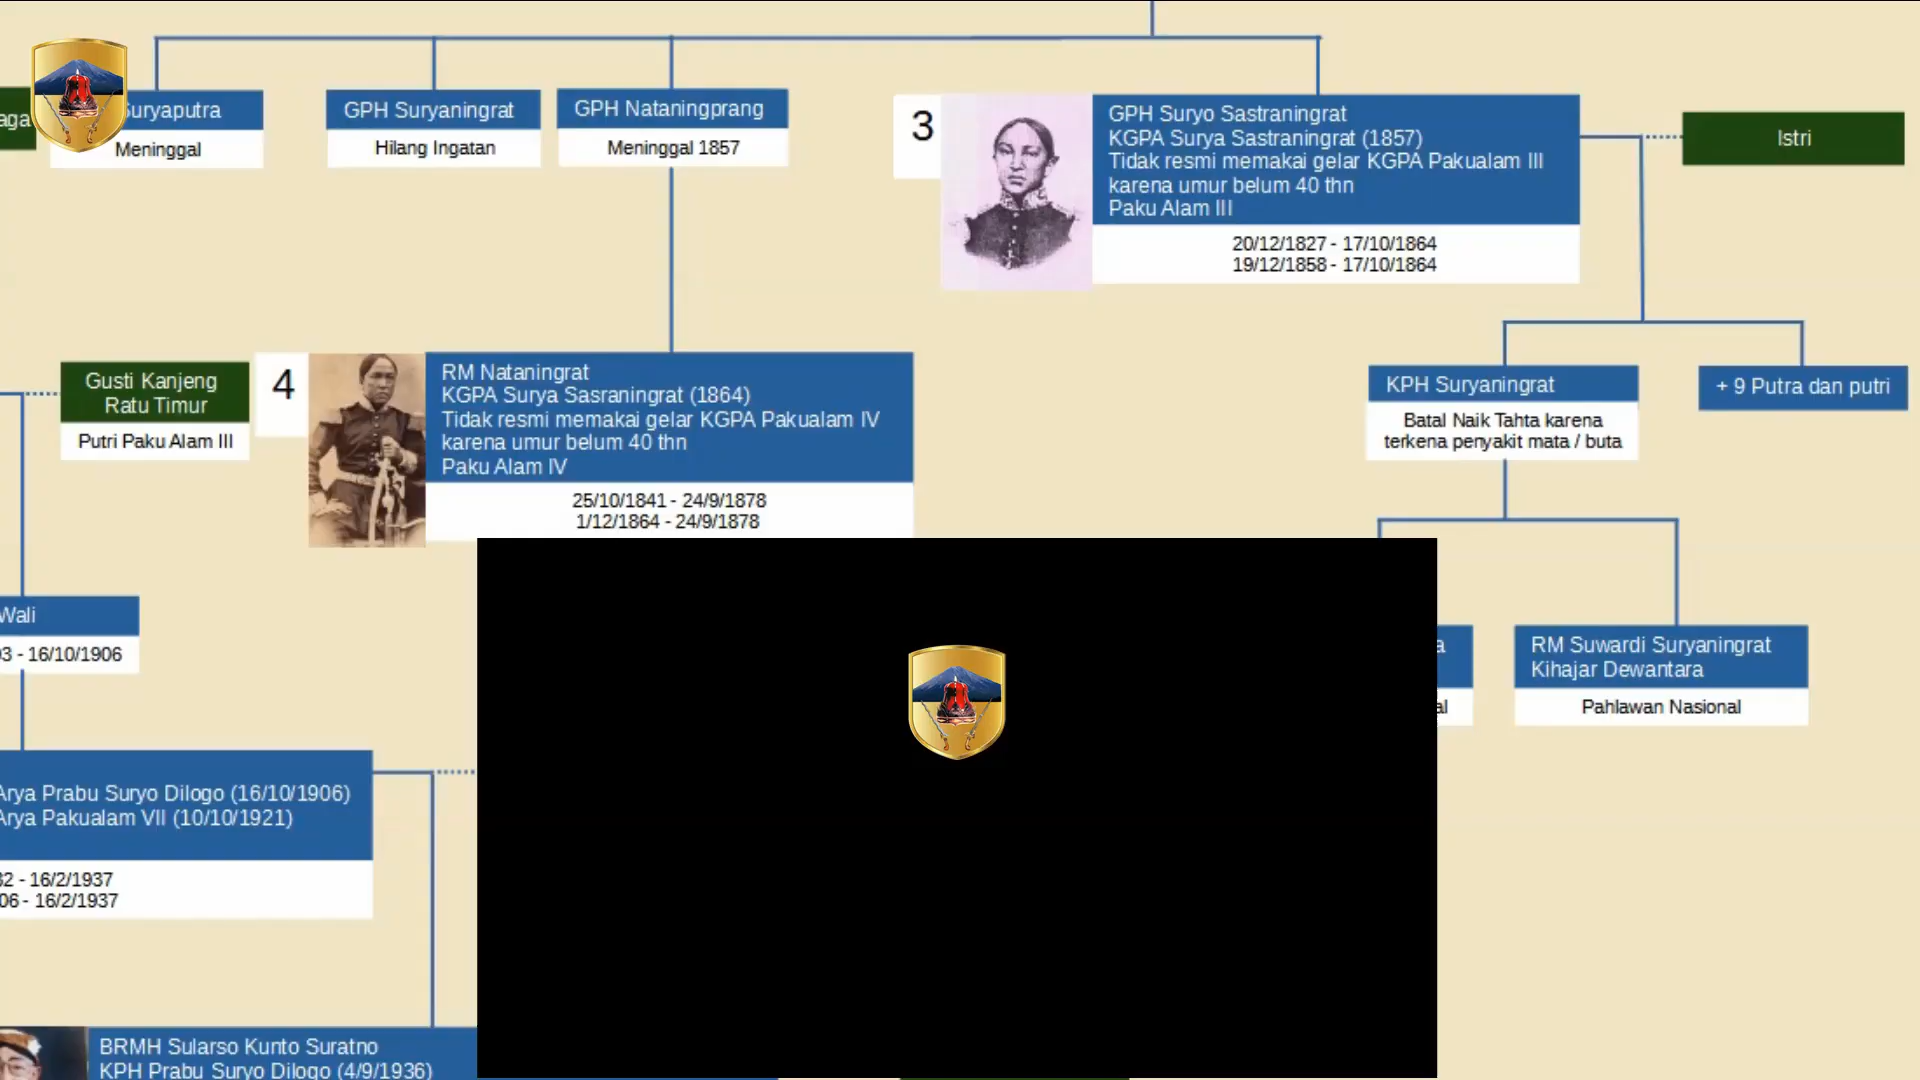 aga
Suryaputra
Meninggal
GPH Suryaningrat
Hilang Ingatan
GPH Nataningprang
Meninggal 1857
3
GPH Suryo Sastraningrat
KGPA Surya Sastraningrat (1857)
Tidak resmi memakai gelar KGPA Pakualam III
karena umur belum 40 thn
Paku Alam III
20/12/1827 - 17/10/1864
19/12/1858 - 17/10/1864
Istri
Gusti Kanjeng
Ratu Timur
Putri Paku Alam III
4
RM Nataningrat
KGPA Surya Sasraningrat (1864)
Tidak resmi memakai gelar KGPA Pakualam IV
karena umur belum 40 thn
Paku Alam IV
25/10/1841 - 24/9/1878
1/12/1864 - 24/9/1878
KPH Suryaningrat
Batal Naik Tahta karena
terkena penyakit mata / buta
+ 9 Putra dan putri
Wali
03 - 16/10/1906
a
al
RM Suwardi Suryaningrat
Kihajar Dewantara
Pahlawan Nasional
Arya Prabu Suryo Dilogo (16/10/1906)
Arya Pakualam VII (10/10/1921)
32 - 16/2/1937
06 - 16/2/1937
BRMH Sularso Kunto Suratno
KPH Prabu Suryo Dilogo (4/9/1936)